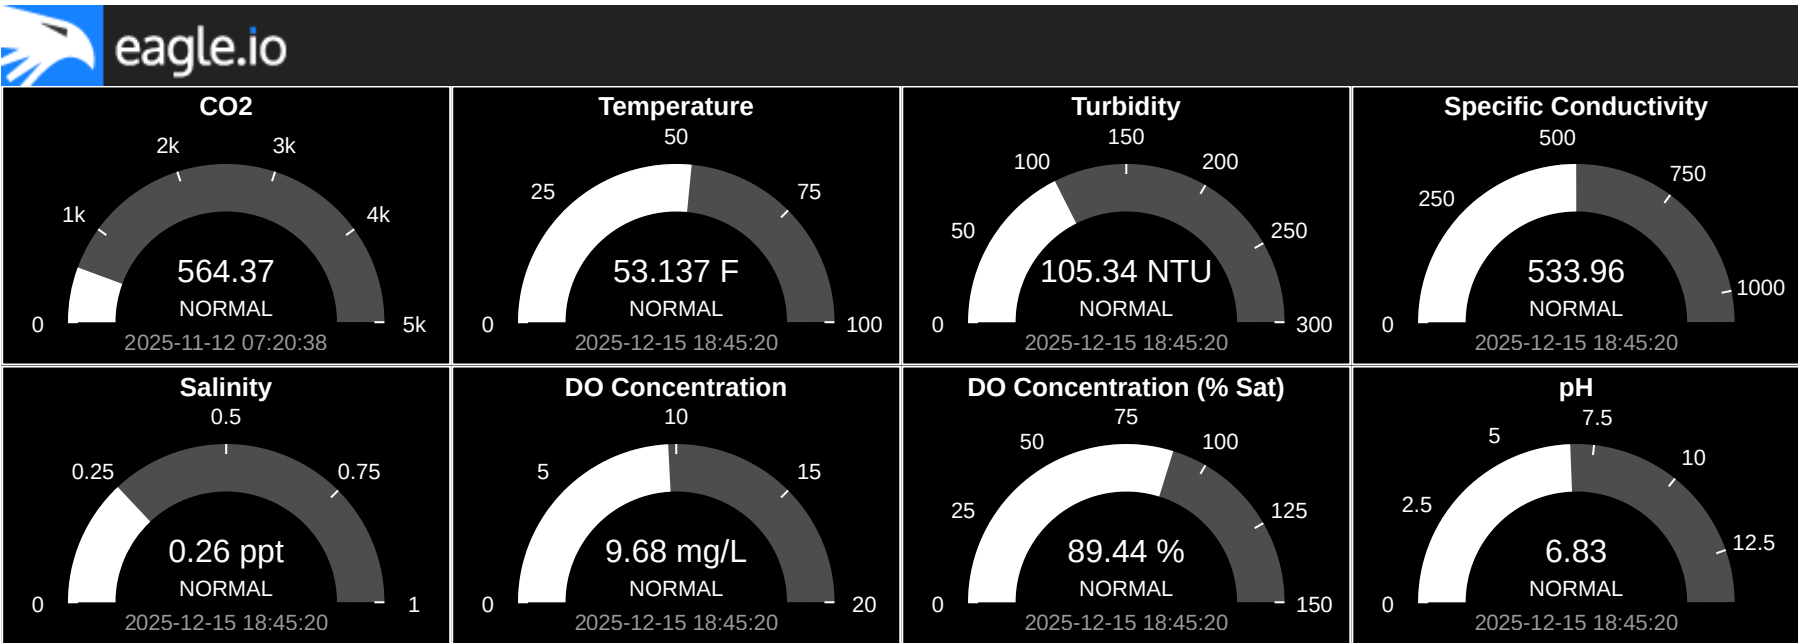 eagle.io
CO2
0
1k
2k
3k
4k
5k
564.37
NORMAL
2025-11-12 07:20:38
Temperature
0
25
50
75
100
53.137 F
NORMAL
2025-12-15 18:45:20
Turbidity
0
50
100
150
200
250
300
105.34 NTU
NORMAL
2025-12-15 18:45:20
Specific Conductivity
0
250
500
750
1000
533.96
NORMAL
2025-12-15 18:45:20
Salinity
0
0.25
0.5
0.75
1
0.26 ppt
NORMAL
2025-12-15 18:45:20
DO Concentration
0
5
10
15
20
9.68 mg/L
NORMAL
2025-12-15 18:45:20
DO Concentration (% Sat)
0
25
50
75
100
125
150
89.44 %
NORMAL
2025-12-15 18:45:20
pH
0
2.5
5
7.5
10
12.5
6.83
NORMAL
2025-12-15 18:45:20